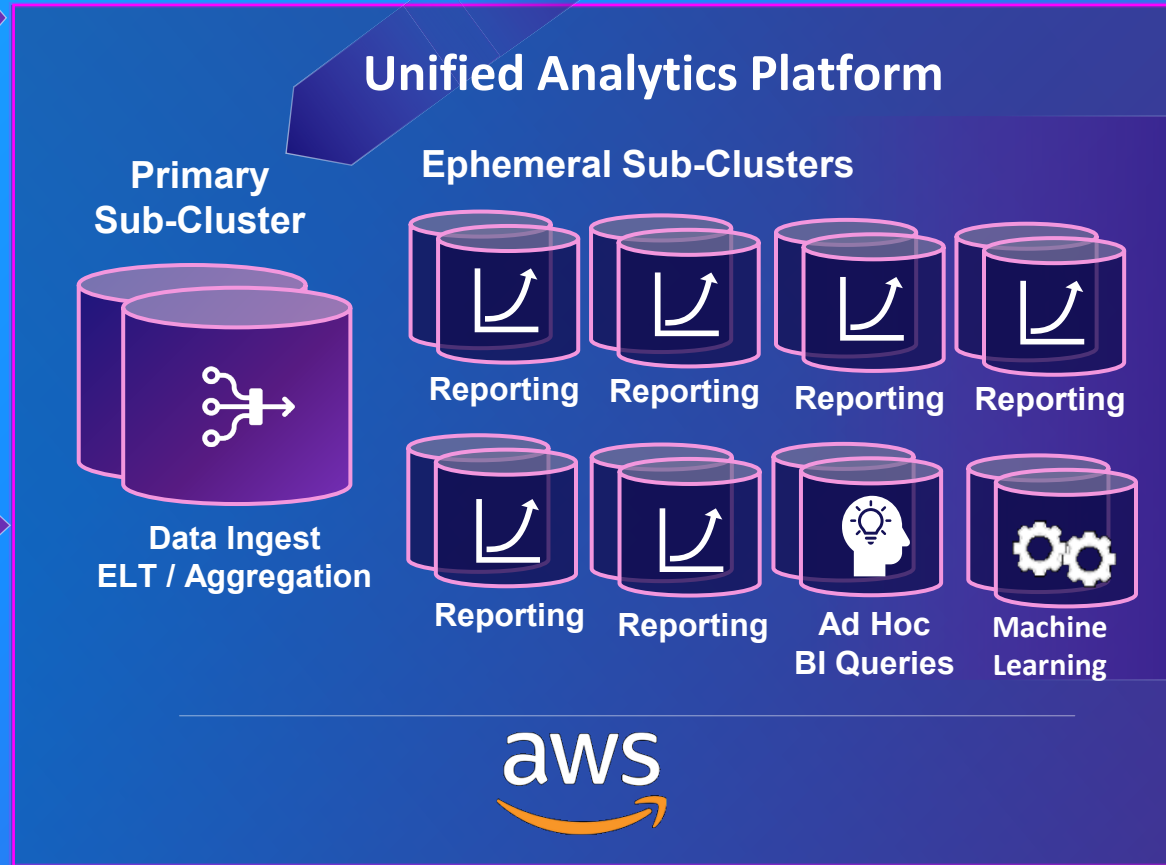 Unified Analytics Platform
Primary
Sub-Cluster
Data Ingest
ELT / Aggregation
Ephemeral Sub-Clusters
Reporting
Reporting
Reporting
Reporting
Reporting
Reporting
Ad Hoc
BI Queries
Machine
Learning
aws